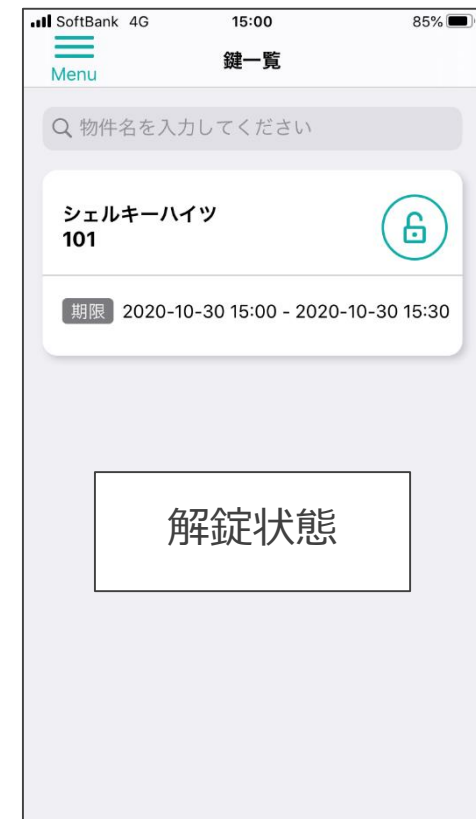 SoftBank 4G 15:00 85%
Menu
鍵一覧
物件名を入力してください
シェルキーハイツ
101
期限 2020-10-30 15:00 - 2020-10-30 15:30
解錠状態